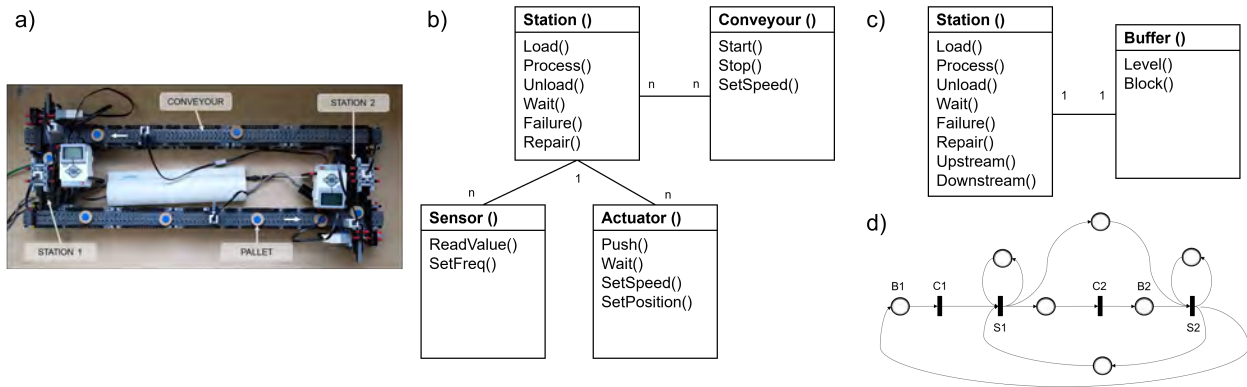 a)
CONVEYOUR
STATION 2
STATION 1
PALLET
b)
Station ()
Load()
Process()
Unload()
Wait()
Failure()
Repair()
n
n
Conveyour ()
Start()
Stop()
SetSpeed()
n
1
n
Sensor ()
ReadValue()
SetFreq()
Actuator ()
Push()
Wait()
SetSpeed()
SetPosition()
c)
Station ()
Load()
Process()
Unload()
Wait()
Failure()
Repair()
Upstream()
Downstream()
1
1
Buffer ()
Level()
Block()
d)
B1
C1
S1
C2
B2
S2